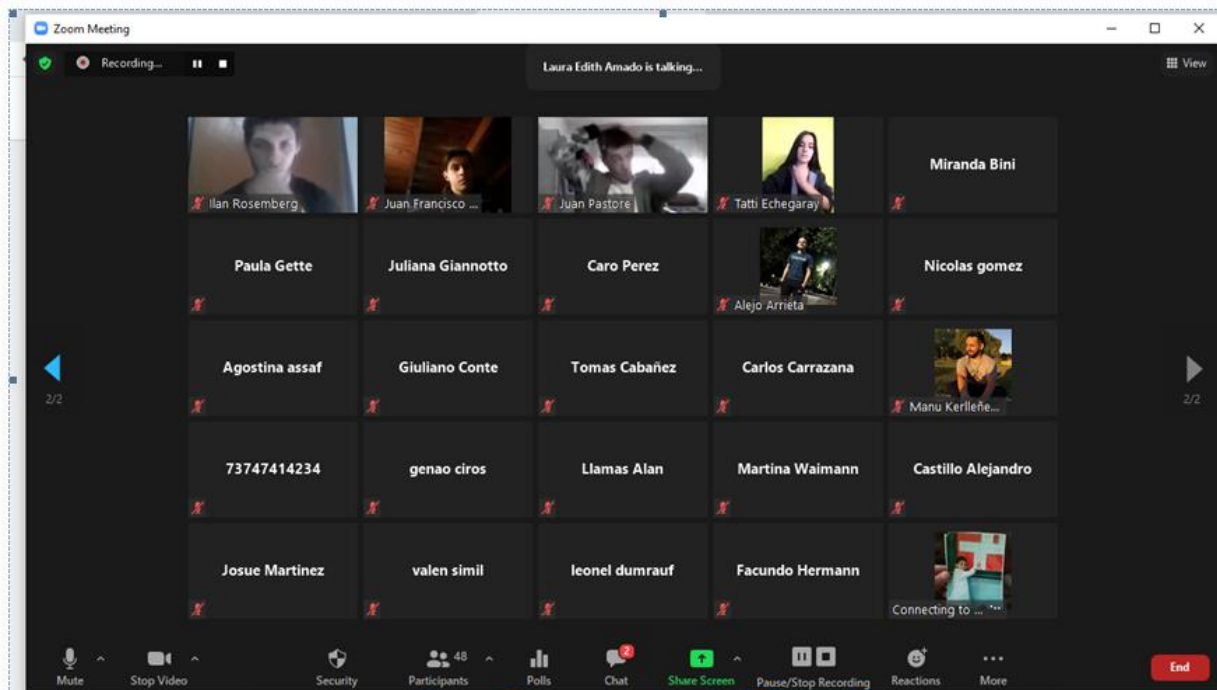 Zoom Meeting
Recording...
Laura Edith Amado is talking...
View
Ilan Rosemberg
Juan Francisco ...
Juan Pastore
Tatti Echegaray
Miranda Bini
Paula Gette
Juliana Giannotto
Caro Perez
Alejo Arrieta
Nicolas gomez
Agostina assaf
Giuliano Conte
Tomas Cabañez
Carlos Carrazana
Manu Kerlleñe...
2/2
2/2
73747414234
genao ciros
Llamas Alan
Martina Waimann
Castillo Alejandro
Josue Martinez
valen simil
leonel dumrauf
Facundo Hermann
Connecting to ...
Mute
Stop Video
Security
48
Participants
Polls
2
Chat
Share Screen
Pause/Stop Recording
Reactions
More
End